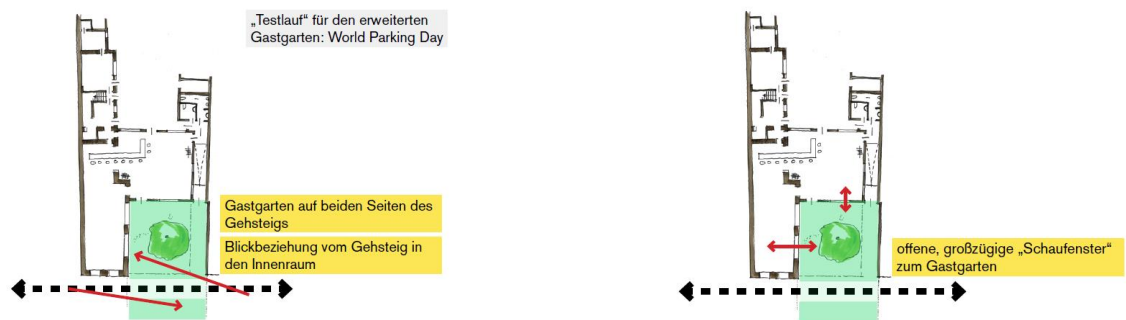 „Testlauf“ für den erweiterten
Gastgarten: World Parking Day
Gastgarten auf beiden Seiten des
Gehsteigs
Blickbeziehung vom Gehsteig in
den Innenraum
offene, großzügige „Schaufenster“
zum Gastgarten